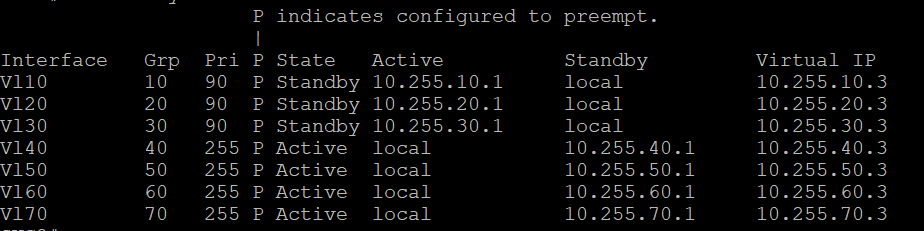 P indicates configured to preempt.
|
Interface Grp Pri P State Active Standby Virtual IP
Vl10 10 90 P Standby 10.255.10.1 local 10.255.10.3
Vl20 20 90 P Standby 10.255.20.1 local 10.255.20.3
Vl30 30 90 P Standby 10.255.30.1 local 10.255.30.3
Vl40 40 255 P Active local 10.255.40.1 10.255.40.3
Vl50 50 255 P Active local 10.255.50.1 10.255.50.3
Vl60 60 255 P Active local 10.255.60.1 10.255.60.3
Vl70 70 255 P Active local 10.255.70.1 10.255.70.3